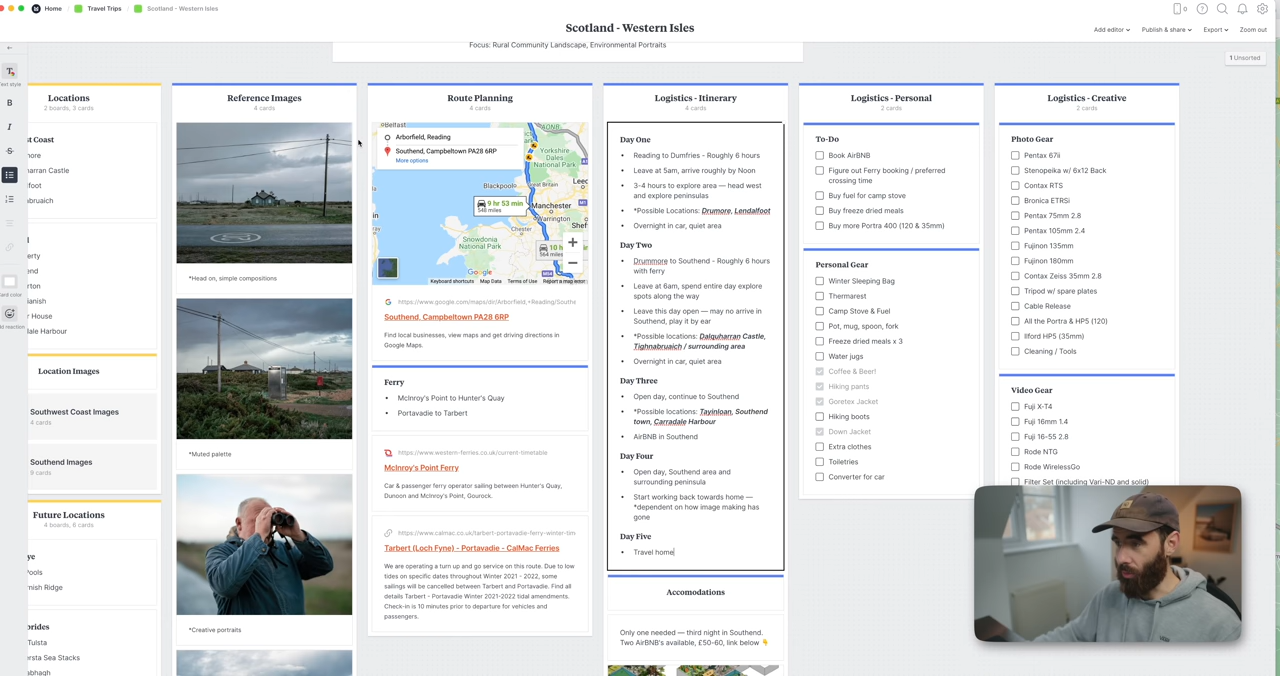 Home
Travel Trips
Scotland - Western Isles
0
Scotland - Western Isles
Add editor
Publish & share
Export
Zoom out
Focus: Rural Community Landscape, Environmental Portraits
1 Unsorted
B
I
S
Locations
2 boards, 3 cards
Location Images
Southwest Coast Images
4 cards
Southend Images
9 cards
Future Locations
4 boards, 6 cards
Reference Images
4 cards
*Head on, simple compositions
*Muted palette
*Creative portraits
Route Planning
4 cards
Belfast
Arborfield, Reading
Southend, Campbeltown PA28 6RP
More options
Yorkshire
Dales
National
Park
Blackpool
9 hr 53 min
548 miles
Manchester
Warrington
Snowdonia
National
Park
Google
Keyboard shortcuts
Map Data
Terms of Use
Report a map error
https://www.google.com/maps/dir/Arborfield,+Reading/Southe
Southend, Campbeltown PA28 6RP
Find local businesses, view maps and get driving directions in
Google Maps.
Ferry
• McInroy's Point to Hunter's Quay
• Portavadie to Tarbert
https://www.western-ferries.co.uk/current-timetable
McInroy's Point Ferry
Car & passenger ferry operator sailing between Hunter's Quay,
Dunoon and McInroy's Point, Gourock.
https://www.calmac.co.uk/tarbert-portavadie-ferry-winter-tim
Tarbert (Loch Fyne) - Portavadie - CalMac Ferries
We are operating a turn up and go service on this route. Due to low
tides on specific dates throughout Winter 2021 - 2022, some
sailings will be cancelled between Tarbert and Portavadie. Find all
details Tarbert - Portavadie Winter 2021-2022 tidal amendments.
Check-in is 10 minutes prior to departure for vehicles and
passengers.
Logistics - Itinerary
4 cards
Day One
• Reading to Dumfries - Roughly 6 hours
• Leave at 5am, arrive roughly by Noon
• 3-4 hours to explore area — head west
and explore peninsulas
• *Possible Locations: Drumore, Lendalfoot
• Overnight in car, quiet area
Day Two
• Drummore to Southend - Roughly 6 hours
with ferry
• Leave at 6am, spend entire day explore
spots along the way
• Leave this day open — may no arrive in
Southend, play it by ear
• *Possible locations: Dalquharran Castle,
Tighnabruaich / surrounding area
• Overnight in car, quiet area
Day Three
• Open day, continue to Southend
• *Possible locations: Tayinloan, Southend
town, Carradale Harbour
• AirBNB in Southend
Day Four
• Open day, Southend area and
surrounding peninsula
• Start working back towards home —
*dependent on how image making has
gone
Day Five
• Travel home
Accomodations
Only one needed — third night in Southend.
Two AirBNB's available, £50-60, link below 👇
Logistics - Personal
2 cards
To-Do
Book AirBNB
Figure out Ferry booking / preferred
crossing time
Buy fuel for camp stove
Buy freeze dried meals
Buy more Portra 400 (120 & 35mm)
Personal Gear
Winter Sleeping Bag
Thermarest
Camp Stove & Fuel
Pot, mug, spoon, fork
Freeze dried meals x 3
Water jugs
Coffee & Beer!
Hiking pants
Goretex Jacket
Hiking boots
Down Jacket
Extra clothes
Toiletries
Converter for car
Logistics - Creative
2 cards
Photo Gear
Pentax 67ii
Stenopeika w/ 6x12 Back
Contax RTS
Bronica ETRSi
Pentax 75mm 2.8
Pentax 105mm 2.4
Fujinon 135mm
Fujinon 180mm
Contax Zeiss 35mm 2.8
Tripod w/ spare plates
Cable Release
All the Portra & HP5 (120)
Ilford HP5 (35mm)
Cleaning / Tools
Video Gear
Fuji X-T4
Fuji 16mm 1.4
Fuji 16-55 2.8
Rode NTG
Rode WirelessGo
Filter Set (including Vari-ND and solid)